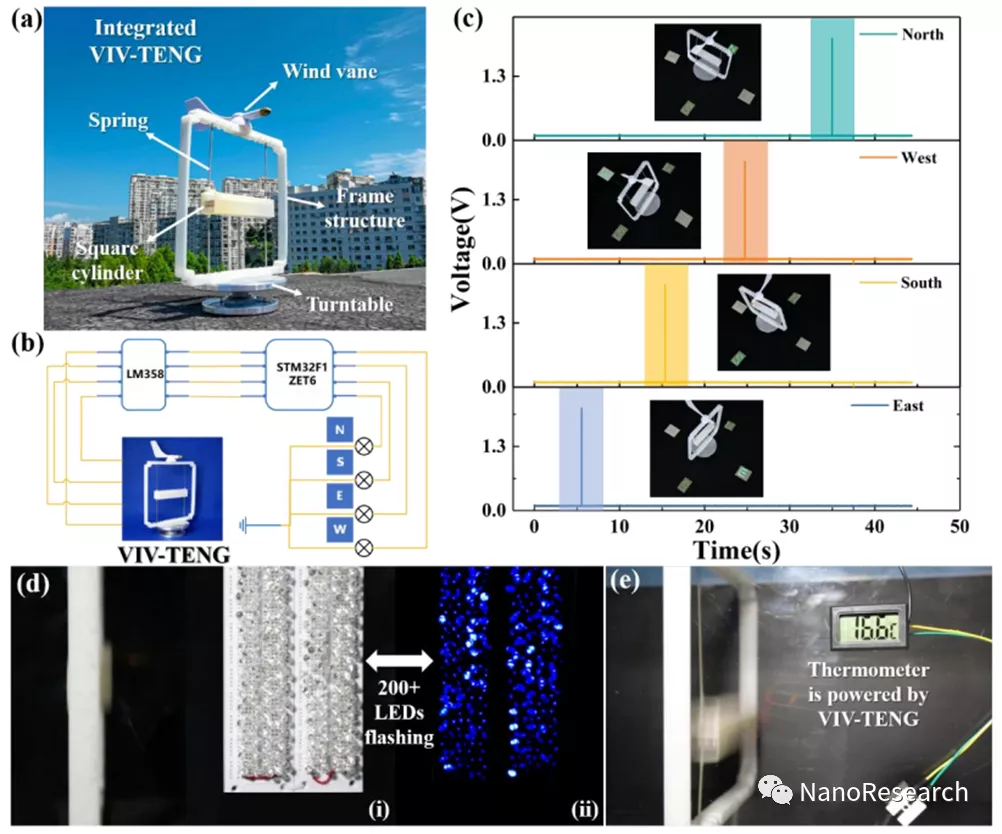 (a)
Integrated
VIV-TENG
Wind vane
Spring
Frame
structure
Square
cylinder
Turntable
(b)
LM358
STM32F1
ZET6
N
S
E
W
VIV-TENG
(c)
Voltage(V)
North
1.3
0.0
West
1.3
0.0
South
1.3
0.0
East
1.3
0.0
0
10
20
30
40
50
Time(s)
(d)
200+
LEDs
flashing
(i)
(ii)
(e)
16.6c
Thermometer
is powered by
VIV-TENG
NanoResearch